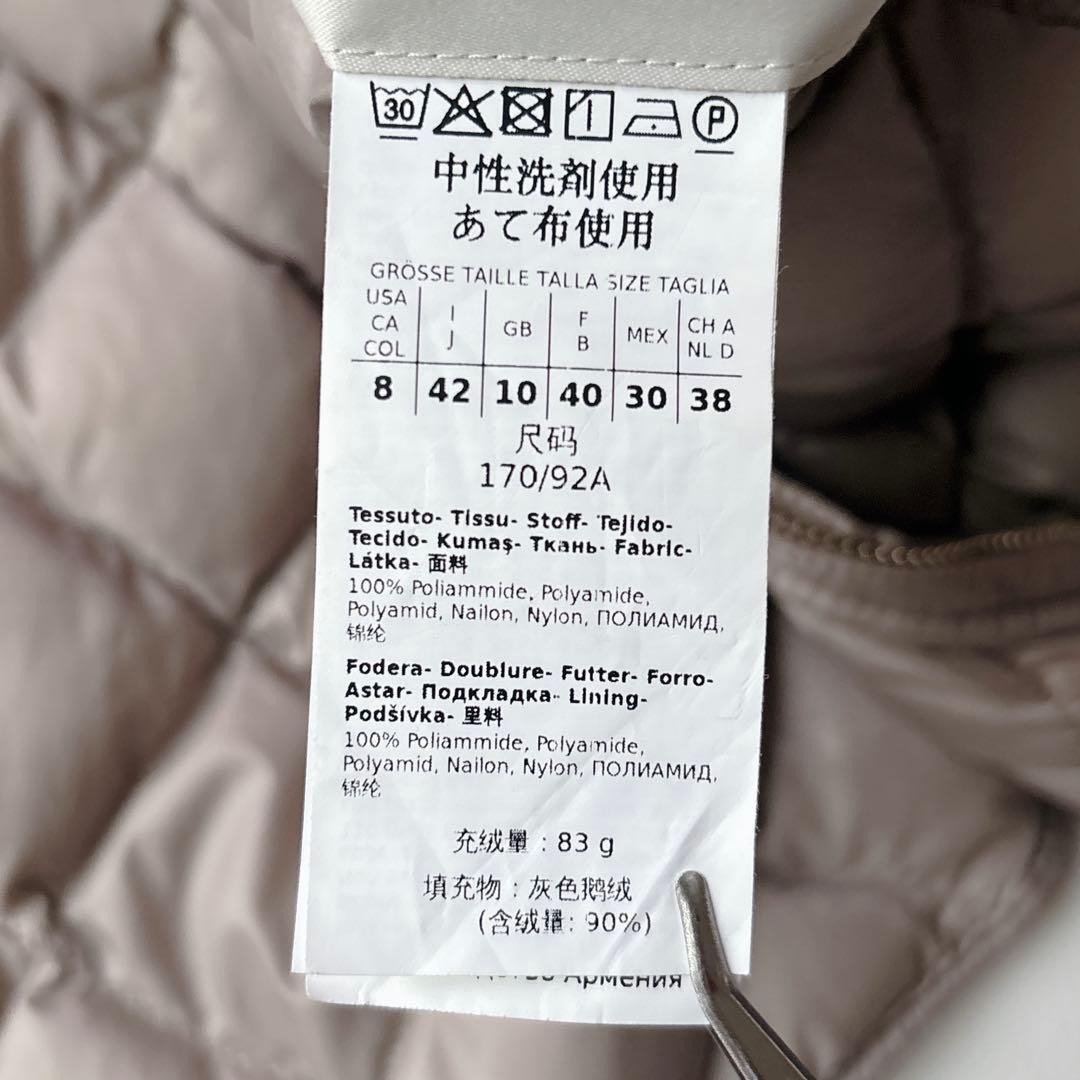 30 P
中性洗剤使用
あて布使用
GRÖSSE TAILLE TALLA SIZE TAGLIA
USA CA COL | I J | GB | F B | MEX | CH A NL D
8 | 42 | 10 | 40 | 30 | 38
尺码
170/92A
Tessuto- Tissu- Stoff- Tejido-
Tecido- Kumaş- Ткань- Fabric-
Látka- 面料
100% Poliammide, Polyamide,
Polyamid, Nailon, Nylon, ПОЛИАМИД,
锦纶
Fodera- Doublure- Futter- Forro-
Astar- Подкладка- Lining-
Podšívka- 里料
100% Poliammide, Polyamide,
Polyamid, Nailon, Nylon, ПОЛИАМИД,
锦纶
充绒量 : 83 g
填充物 : 灰色鹅绒
(含绒量: 90%)
Армения